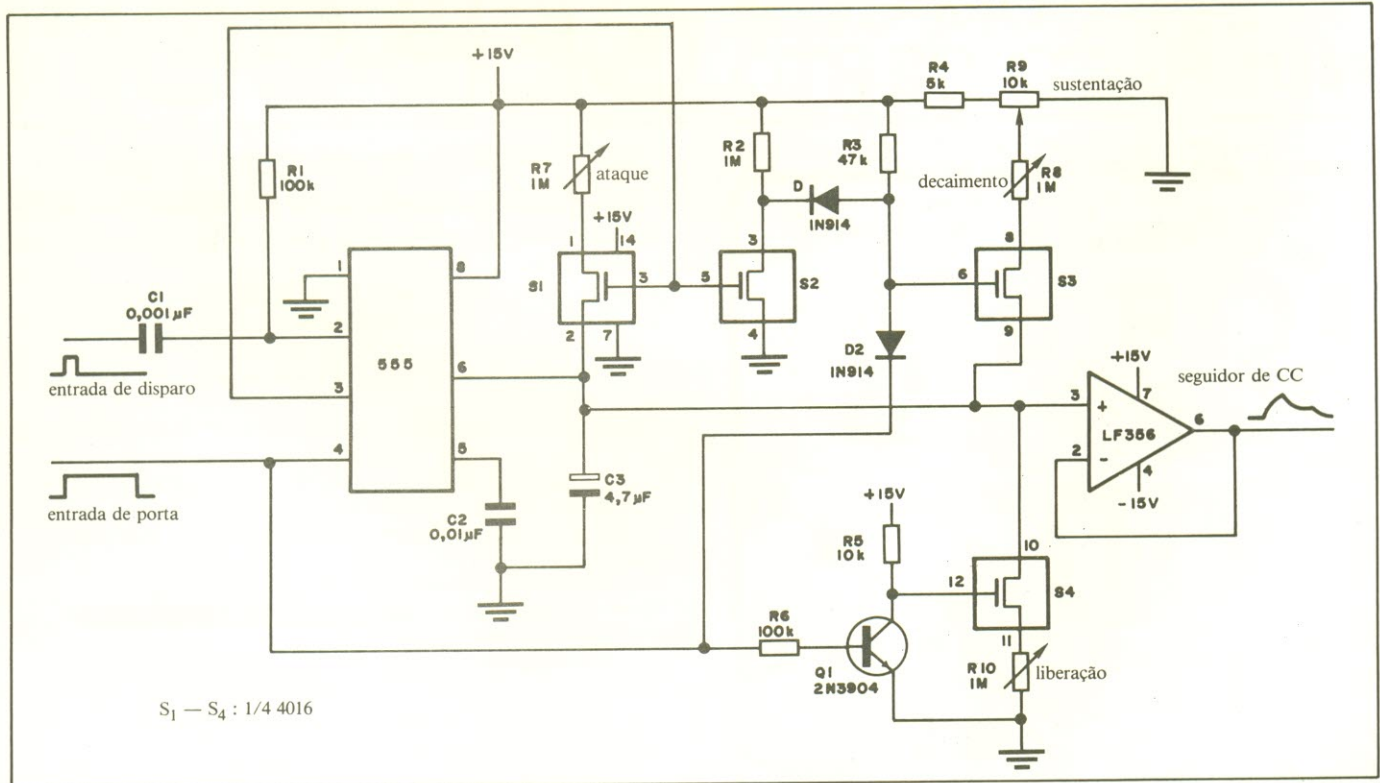 +15V
R1
100k
C1
0,001µF
entrada de disparo
entrada de porta
1
2
3
4
555
8
6
5
C2
0,01µF
R7
1M
ataque
+15V
14
1
S1
3
2
7
C3
4,7µF
R2
1M
D
1N914
R3
47k
3
5
S2
4
D2
1N914
R4
5k
R9
10k
sustentação
decaimento
R8
1M
8
6
S3
9
+15V
7
3
+
LF356
2
-
6
4
-15V
seguidor de CC
+15V
R5
10k
R6
100k
Q1
2N3904
10
12
S4
11
R10
1M
liberação
S₁ — S₄ : 1/4 4016